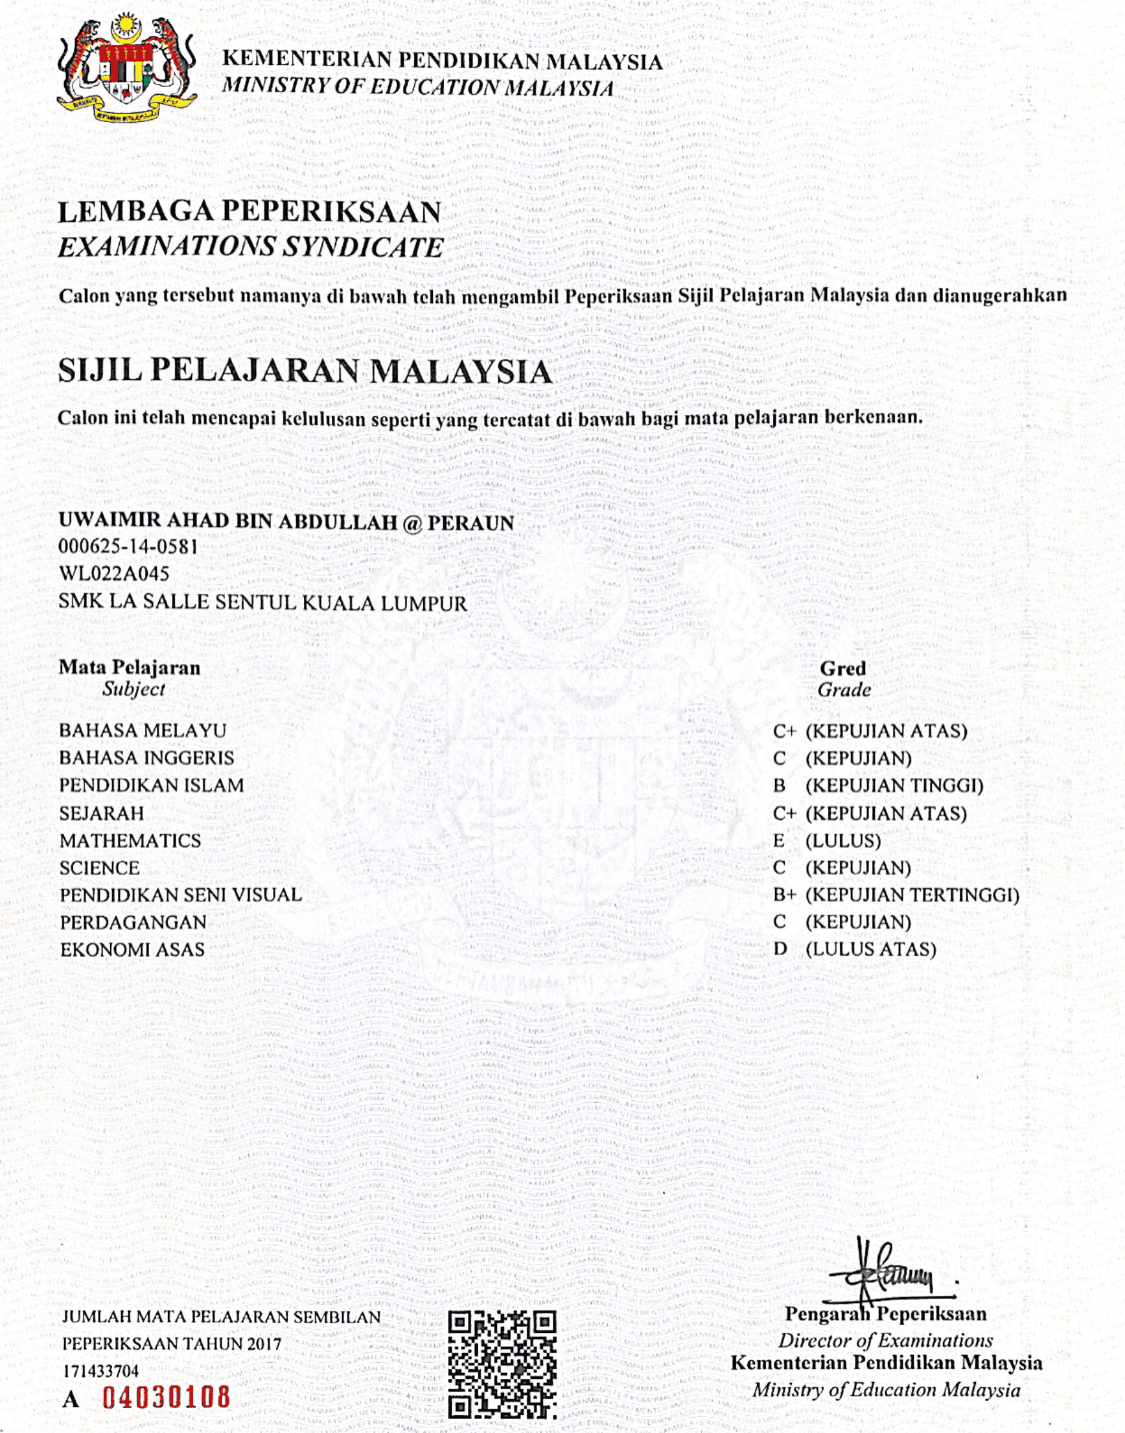 KEMENTERIAN PENDIDIKAN MALAYSIA
MINISTRY OF EDUCATION MALAYSIA
LEMBAGA PEPERIKSAAN
EXAMINATIONS SYNDICATE
Calon yang tersebut namanya di bawah telah mengambil Peperiksaan Sijil Pelajaran Malaysia dan dianugerahkan
SIJIL PELAJARAN MALAYSIA
Calon ini telah mencapai kelulusan seperti yang tercatat di bawah bagi mata pelajaran berkenaan.
UWAIMIR AHAD BIN ABDULLAH @ PERAUN
000625-14-0581
WL022A045
SMK LA SALLE SENTUL KUALA LUMPUR
Mata Pelajaran Gred
Subject Grade
BAHASA MELAYU C+ (KEPUJIAN ATAS)
BAHASA INGGERIS C (KEPUJIAN)
PENDIDIKAN ISLAM B (KEPUJIAN TINGGI)
SEJARAH C+ (KEPUJIAN ATAS)
MATHEMATICS E (LULUS)
SCIENCE C (KEPUJIAN)
PENDIDIKAN SENI VISUAL B+ (KEPUJIAN TERTINGGI)
PERDAGANGAN C (KEPUJIAN)
EKONOMI ASAS D (LULUS ATAS)
JUMLAH MATA PELAJARAN SEMBILAN
PEPERIKSAAN TAHUN 2017
171433704
A 04030108
Pengarah Peperiksaan
Director of Examinations
Kementerian Pendidikan Malaysia
Ministry of Education Malaysia